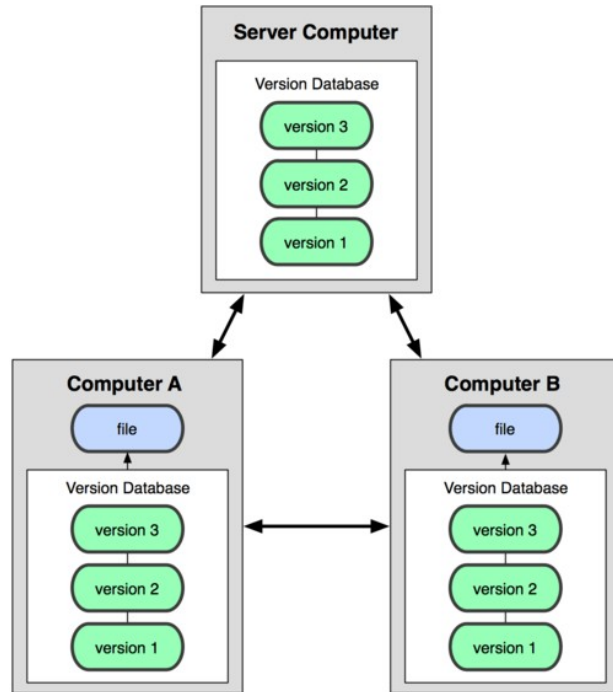 Server Computer
Version Database
version 3
version 2
version 1
Computer A
file
Version Database
version 3
version 2
version 1
Computer B
file
Version Database
version 3
version 2
version 1